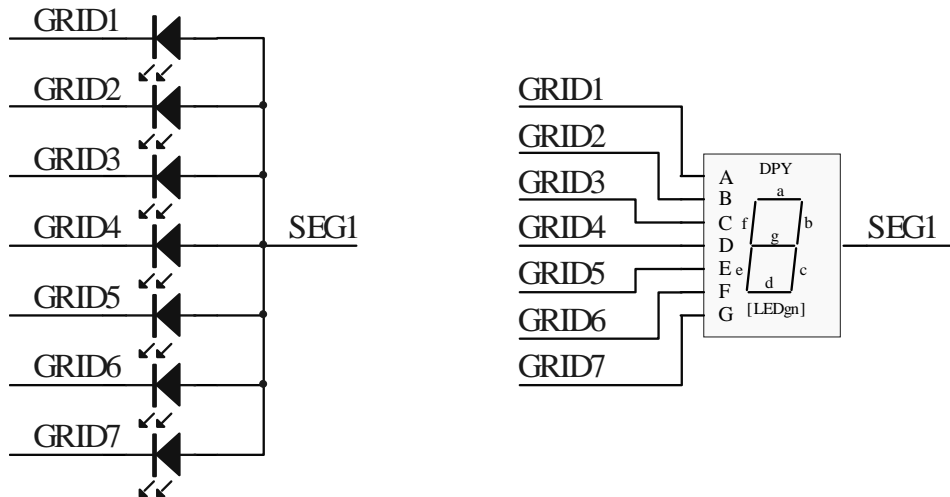 GRID1
GRID2
GRID3
GRID4
GRID5
GRID6
GRID7
SEG1
GRID1
GRID2
GRID3
GRID4
GRID5
GRID6
GRID7
DPY
A
B
C
D
E
F
G
a
b
c
d
e
f
g
[LEDgn]
SEG1